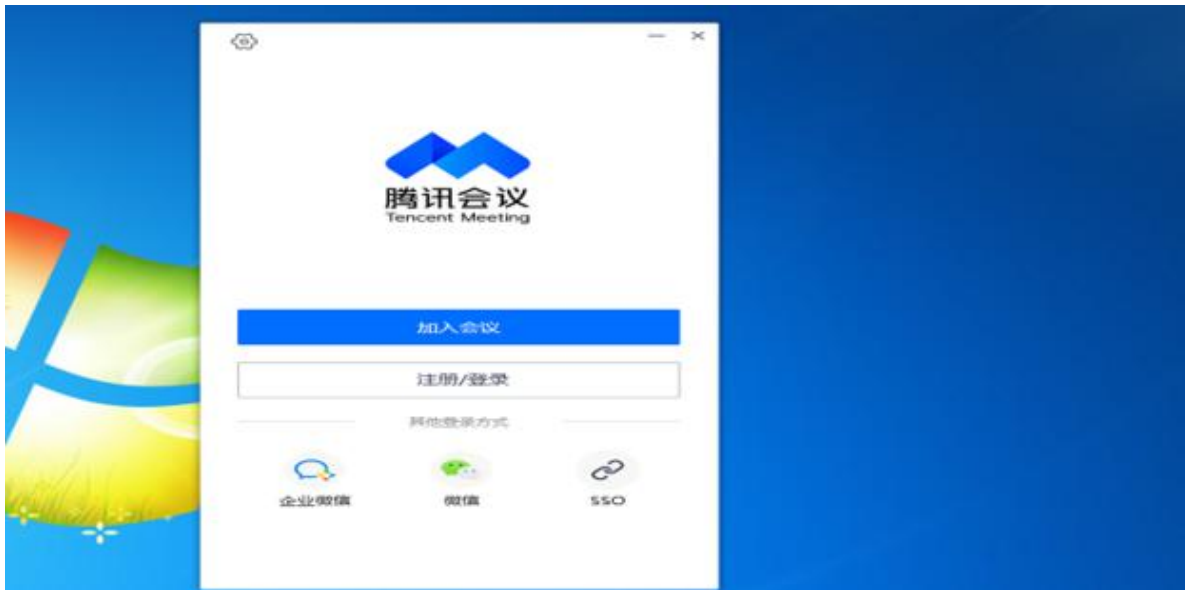 腾讯会议
Tencent Meeting
加入会议
注册/登录
其他登录方式
企业微信
微信
SSO